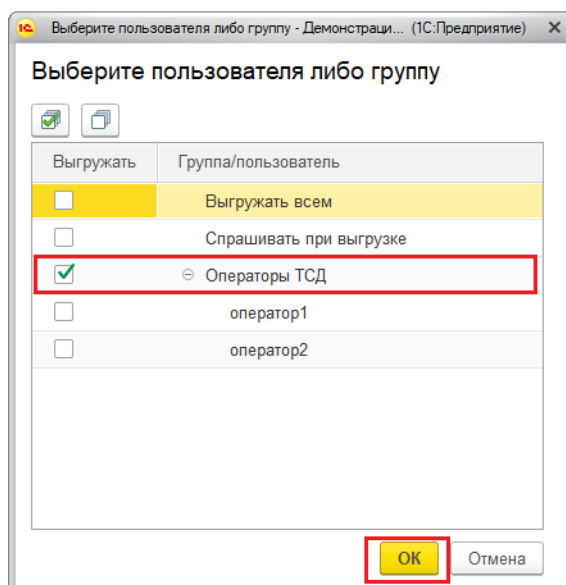 1С Выберите пользователя либо группу - Демонстраци... (1С:Предприятие)
Выберите пользователя либо группу
Выгружать Группа/пользователь
Выгружать всем
Спрашивать при выгрузке
Операторы ТСД
оператор1
оператор2
ОК Отмена